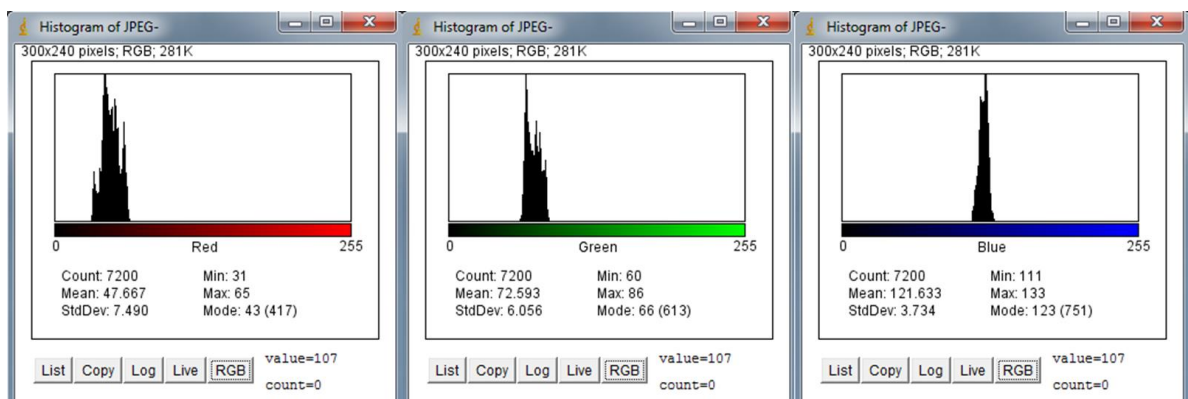 Histogram of JPEG-
300x240 pixels; RGB; 281K
0 Red 255
Count: 7200 Min: 31
Mean: 47.667 Max: 65
StdDev: 7.490 Mode: 43 (417)
List Copy Log Live RGB value=107
count=0
Histogram of JPEG-
300x240 pixels; RGB; 281K
0 Green 255
Count: 7200 Min: 60
Mean: 72.593 Max: 86
StdDev: 6.056 Mode: 66 (613)
List Copy Log Live RGB value=107
count=0
Histogram of JPEG-
300x240 pixels; RGB; 281K
0 Blue 255
Count: 7200 Min: 111
Mean: 121.633 Max: 133
StdDev: 3.734 Mode: 123 (751)
List Copy Log Live RGB value=107
count=0